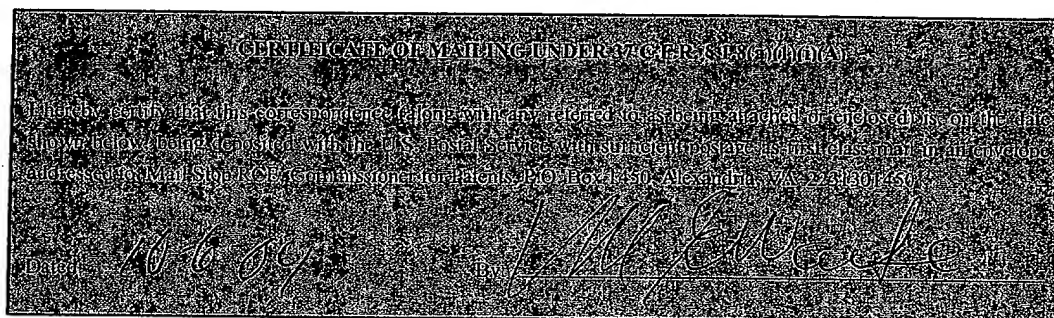 CERTIFICATE OF MAILING UNDER 37 C.F.R. § 1.8(a)(1)(i)(A)
I hereby certify that this correspondence (along with any referred to as being attached or enclosed) is, on the date
shown below, being deposited with the U.S. Postal Service with sufficient postage as first class mail in an envelope
addressed to: Mail Stop RCE, Commissioner for Patents, P.O. Box 1450, Alexandria, VA 22313-1450.
Dated: By: